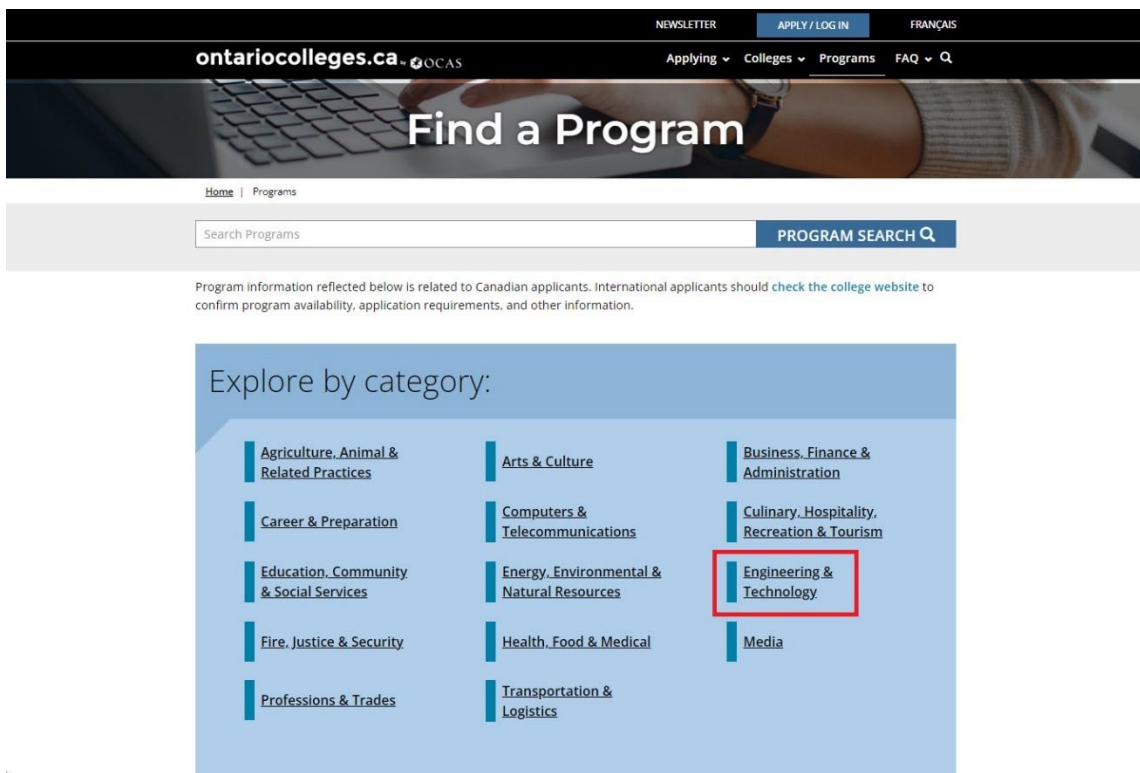 NEWSLETTER APPLY / LOG IN FRANÇAIS
ontariocolleges.ca by OCAS Applying Colleges Programs FAQ
Find a Program
Home | Programs
Search Programs PROGRAM SEARCH
Program information reflected below is related to Canadian applicants. International applicants should check the college website to
confirm program availability, application requirements, and other information.
Explore by category:
Agriculture, Animal &
Related Practices
Arts & Culture
Business, Finance &
Administration
Career & Preparation
Computers &
Telecommunications
Culinary, Hospitality,
Recreation & Tourism
Education, Community
& Social Services
Energy, Environmental &
Natural Resources
Engineering &
Technology
Fire, Justice & Security
Health, Food & Medical
Media
Professions & Trades
Transportation &
Logistics